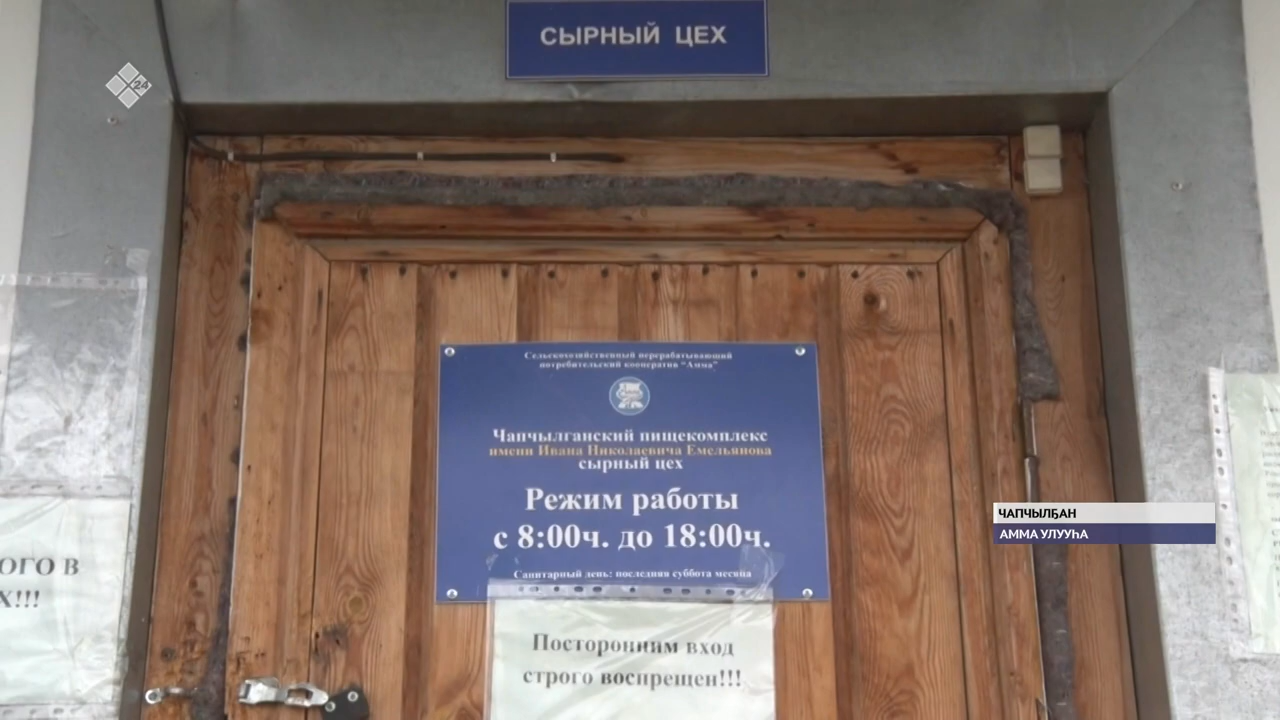 СЫРНЫЙ ЦЕХ
24
Сельскохозяйственный перерабатывающий
потребительский кооператив "Амма"
Чапчылганский пищекомплекс
имени Ивана Николаевича Емельянова
сырный цех
Режим работы
с 8:00ч. до 18:00ч.
Санитарный день: последняя суббота месяца
ЧАПЧЫЛҔАН
АММА УЛУУҺА
ОГО В
Х!!!
Посторонним вход
строго воспрещен!!!